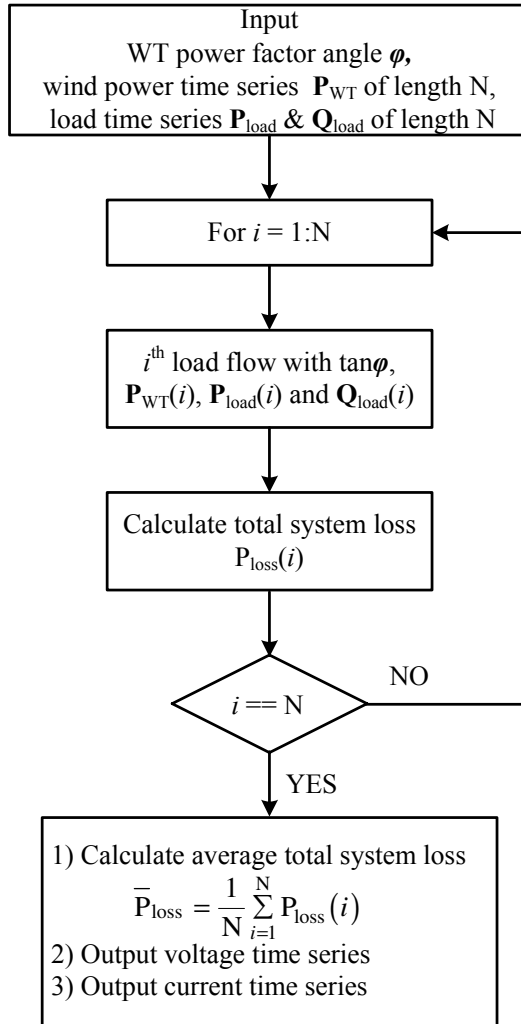 Input
WT power factor angle φ,
wind power time series P_WT of length N,
load time series P_load & Q_load of length N
For i = 1:N
i^th load flow with tanφ,
P_WT(i), P_load(i) and Q_load(i)
Calculate total system loss
P_loss(i)
i == N
NO
YES
1) Calculate average total system loss
P̅_loss = 1/N ∑_{i=1}^{N} P_loss(i)
2) Output voltage time series
3) Output current time series